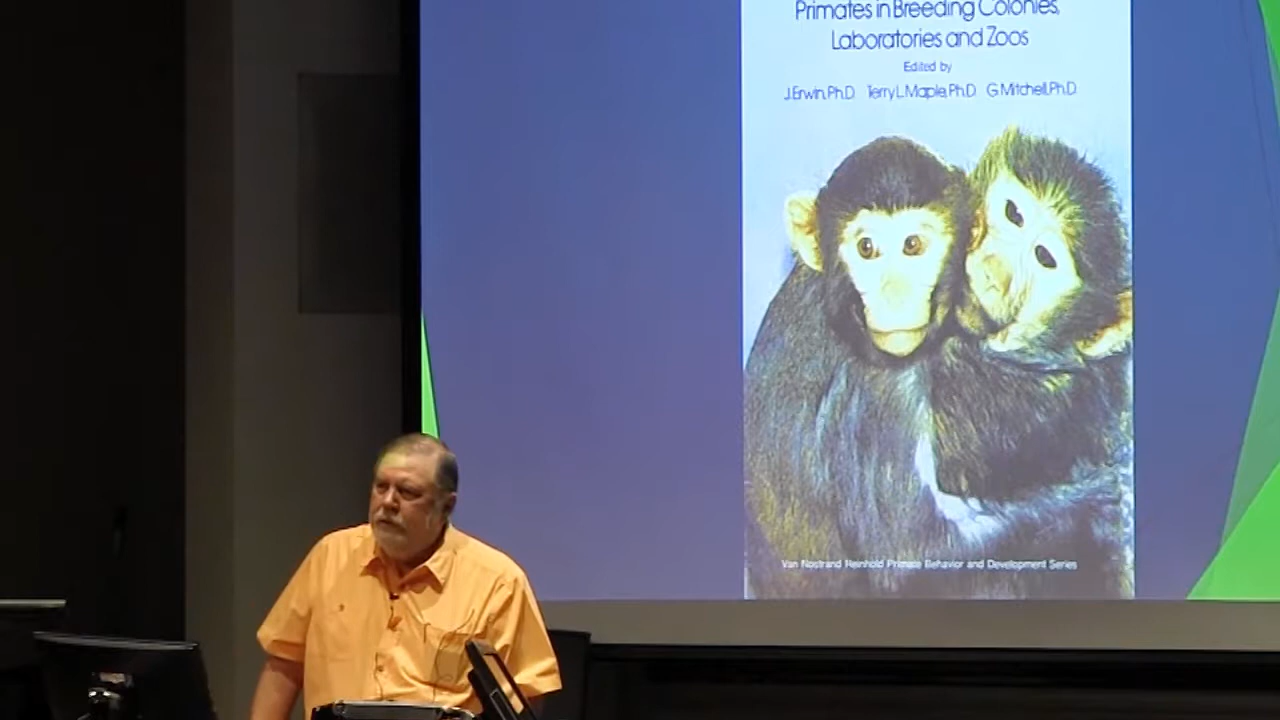 Primates in Breeding Colonies,
Laboratories and Zoos
Edited by
J. Erwin, Ph.D. Terry L. Maple, Ph.D. G. Mitchell, Ph.D.
Van Nostrand Reinhold Primate Behavior and Development Series